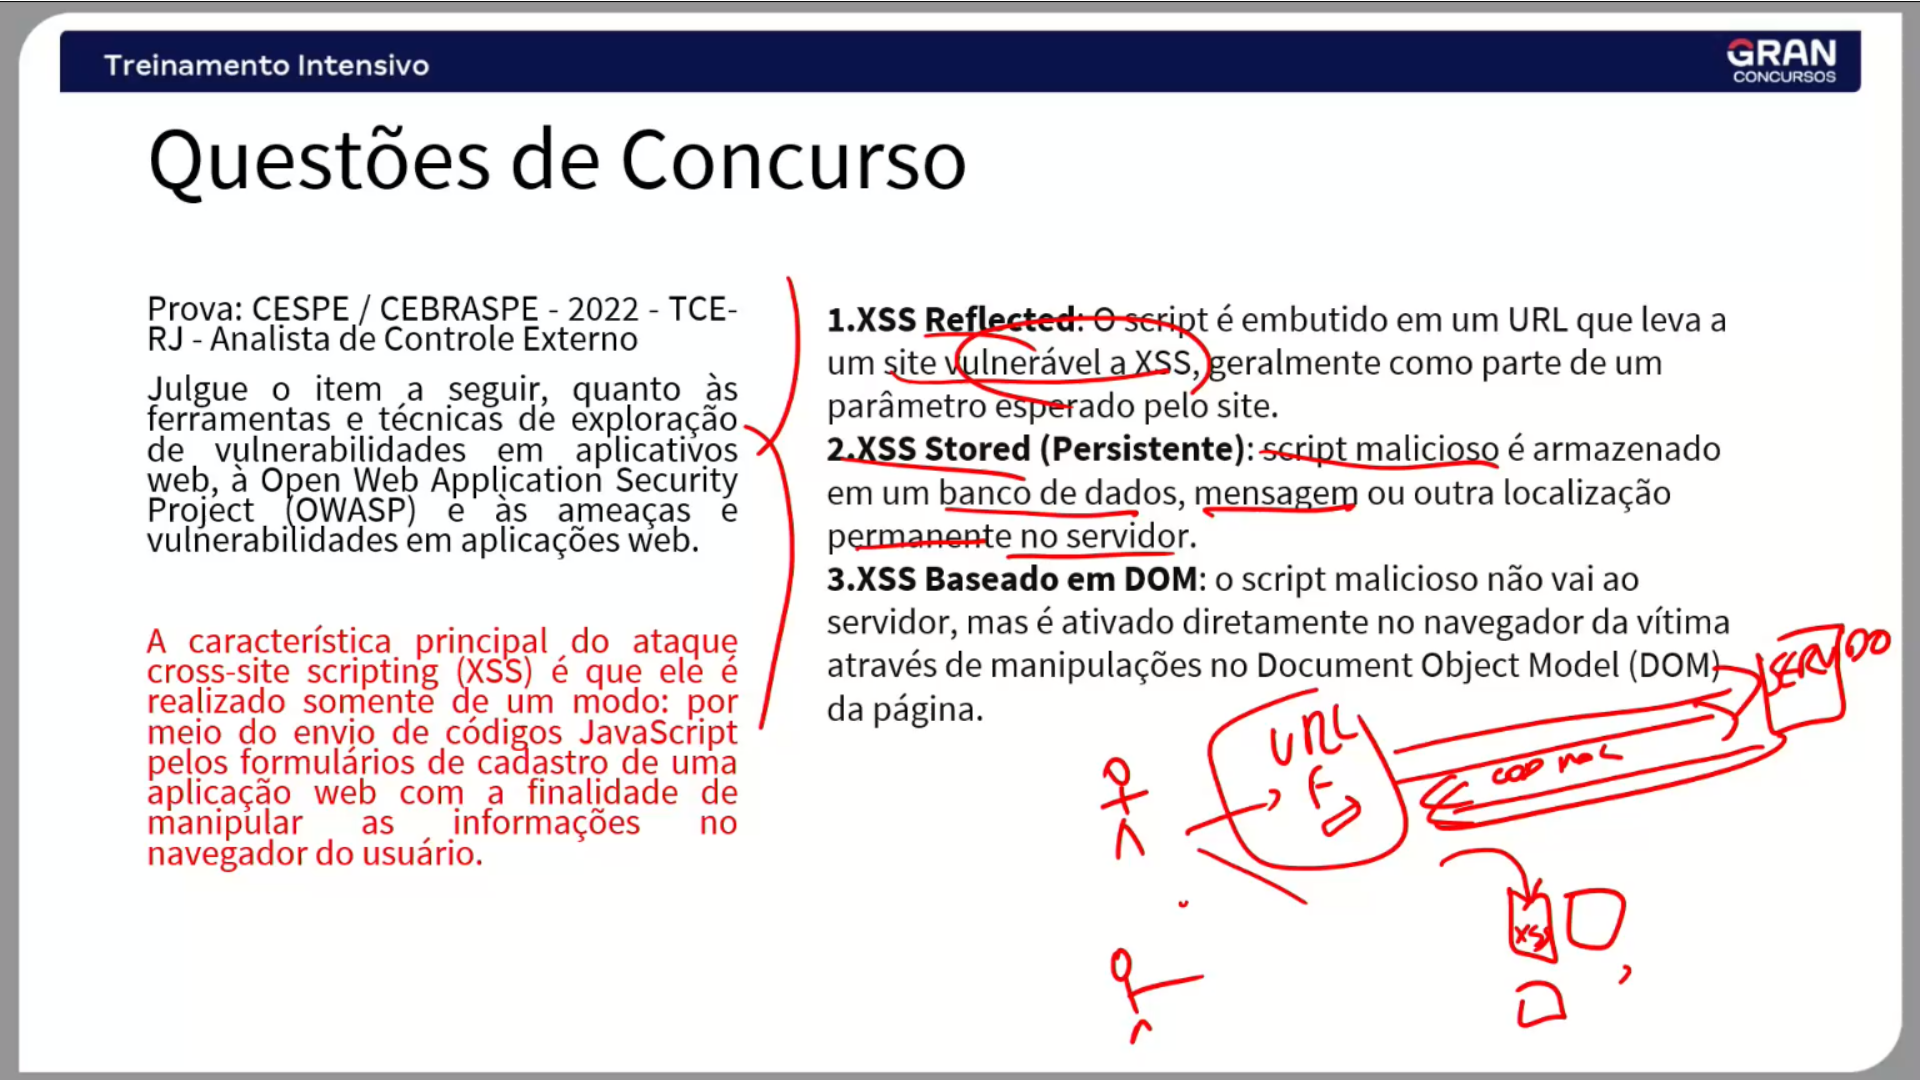 Treinamento Intensivo
GRAN
CONCURSOS
Questões de Concurso
Prova: CESPE / CEBRASPE - 2022 - TCE-
RJ - Analista de Controle Externo
Julgue o item a seguir, quanto às
ferramentas e técnicas de exploração
de vulnerabilidades em aplicativos
web, à Open Web Application Security
Project (OWASP) e às ameaças e
vulnerabilidades em aplicações web.
A característica principal do ataque
cross-site scripting (XSS) é que ele é
realizado somente de um modo: por
meio do envio de códigos JavaScript
pelos formulários de cadastro de uma
aplicação web com a finalidade de
manipular as informações no
navegador do usuário.
1.XSS Reflected: O script é embutido em um URL que leva a
um site vulnerável a XSS, geralmente como parte de um
parâmetro esperado pelo site.
2.XSS Stored (Persistente): script malicioso é armazenado
em um banco de dados, mensagem ou outra localização
permanente no servidor.
3.XSS Baseado em DOM: o script malicioso não vai ao
servidor, mas é ativado diretamente no navegador da vítima
através de manipulações no Document Object Model (DOM)
da página.
URL
F
XSS